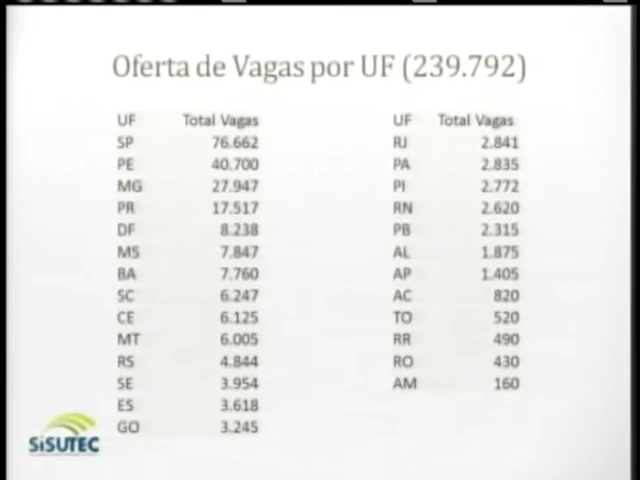 Oferta de Vagas por UF (239.792)
UF Total Vagas
SP 76.662
PE 40.700
MG 27.947
PR 17.517
DF 8.238
MS 7.847
BA 7.760
SC 6.247
CE 6.125
MT 6.005
RS 4.844
SE 3.954
ES 3.618
GO 3.245
UF Total Vagas
RJ 2.841
PA 2.835
PI 2.772
RN 2.620
PB 2.315
AL 1.875
AP 1.405
AC 820
TO 520
RR 490
RO 430
AM 160
SiSUTEC